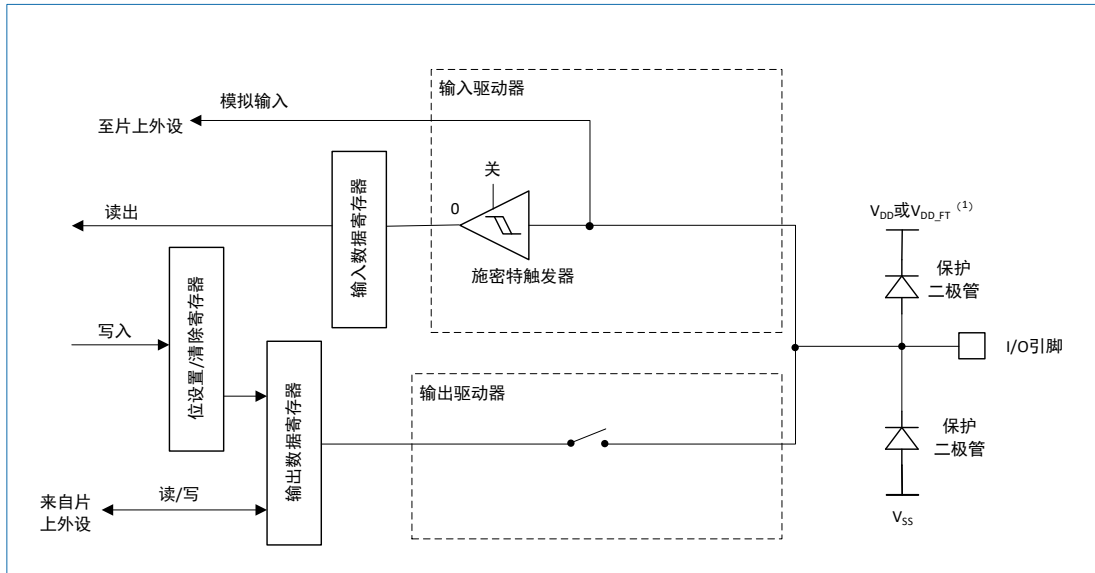 输入驱动器
模拟输入
至片上外设
关
0
读出
施密特触发器
输入数据寄存器
V_DD或V_DD_FT (1)
保护
二极管
写入
位设置/清除寄存器
I/O引脚
输出驱动器
输出数据寄存器
保护
二极管
读/写
来自片
上外设
V_SS